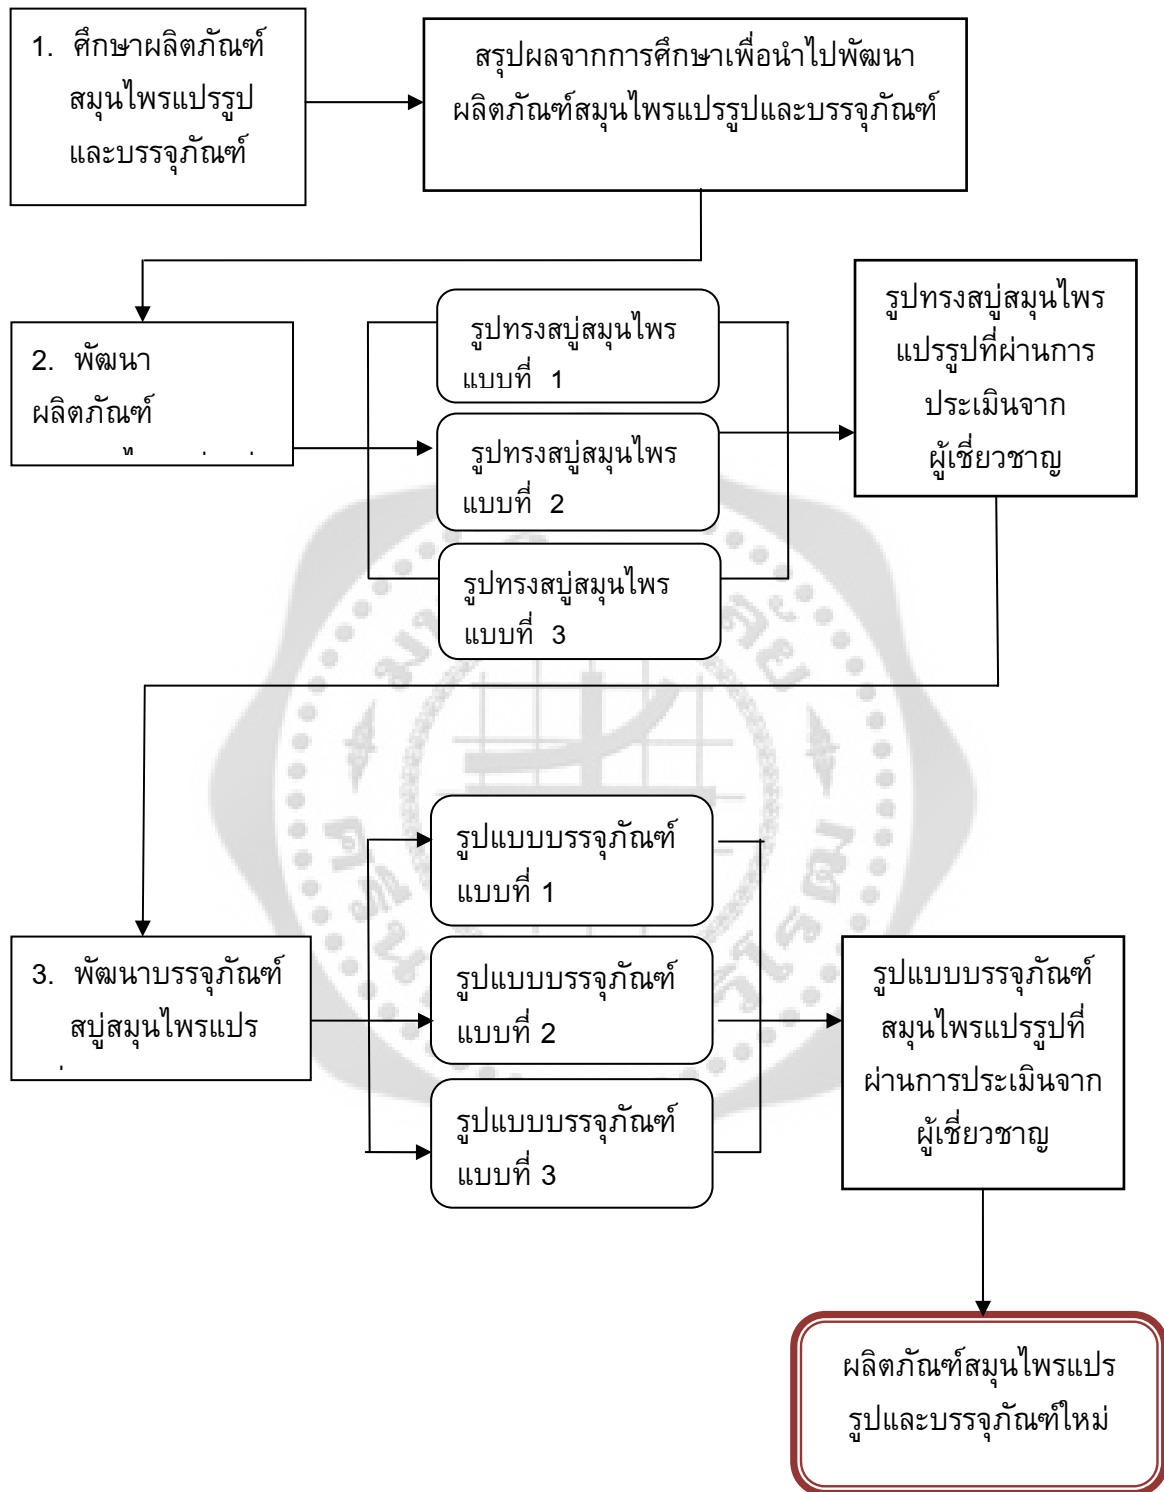 1. ศึกษาผลิตภัณฑ์
สมุนไพรแปรรูป
และบรรจุภัณฑ์
สรุปผลจากการศึกษาเพื่อนำไปพัฒนา
ผลิตภัณฑ์สมุนไพรแปรรูปและบรรจุภัณฑ์
2. พัฒนา
ผลิตภัณฑ์
รูปทรงสบู่สมุนไพร
แบบที่ 1
รูปทรงสบู่สมุนไพร
แบบที่ 2
รูปทรงสบู่สมุนไพร
แบบที่ 3
รูปทรงสบู่สมุนไพร
แปรรูปที่ผ่านการ
ประเมินจาก
ผู้เชี่ยวชาญ
3. พัฒนาบรรจุภัณฑ์
สบู่สมุนไพรแปร
รูปแบบบรรจุภัณฑ์
แบบที่ 1
รูปแบบบรรจุภัณฑ์
แบบที่ 2
รูปแบบบรรจุภัณฑ์
แบบที่ 3
รูปแบบบรรจุภัณฑ์
สมุนไพรแปรรูปที่
ผ่านการประเมินจาก
ผู้เชี่ยวชาญ
ผลิตภัณฑ์สมุนไพรแปร
รูปและบรรจุภัณฑ์ใหม่